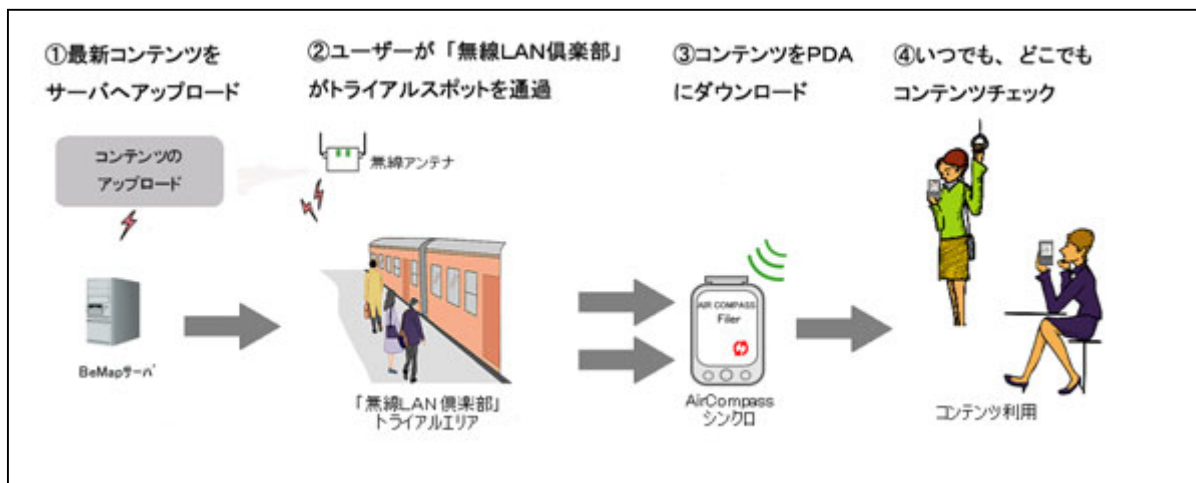 ①最新コンテンツを
サーバへアップロード
②ユーザーが「無線LAN倶楽部」
がトライアルスポットを通過
③コンテンツをPDA
にダウンロード
④いつでも、どこでも
コンテンツチェック
コンテンツの
アップロード
無線アンテナ
BeMapサーバ
「無線LAN倶楽部」
トライアルエリア
AIR COMPASS
Filer
AirCompass
シンクロ
コンテンツ利用